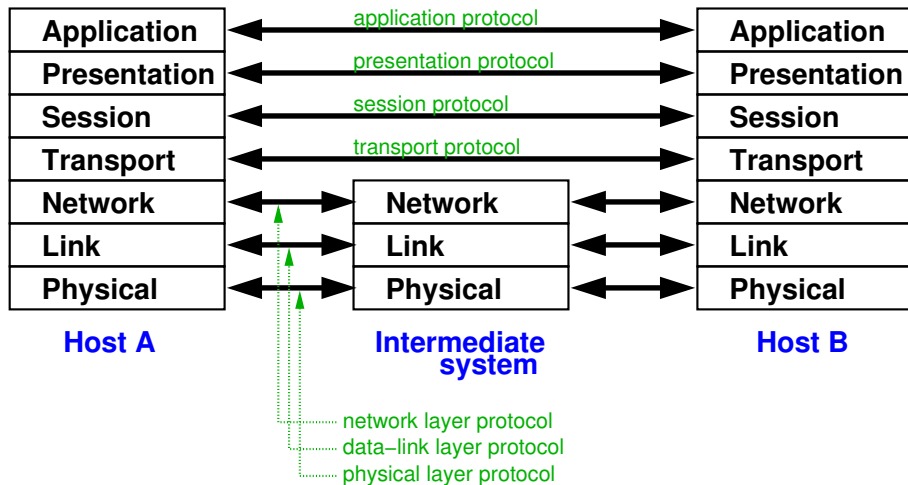 Application application protocol Application
Presentation presentation protocol Presentation
Session session protocol Session
Transport transport protocol Transport
Network Network Network
Link Link Link
Physical Physical Physical
Host A Intermediate system Host B
network layer protocol
data−link layer protocol
physical layer protocol